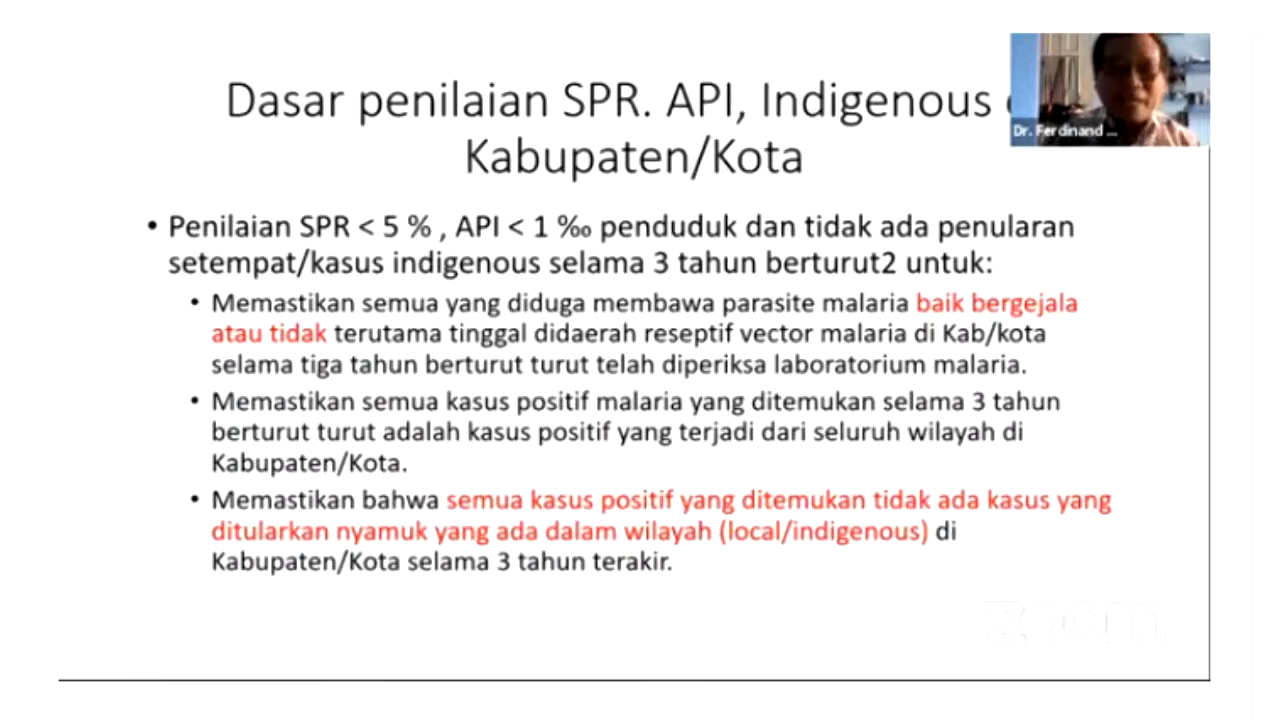 Dasar penilaian SPR. API, Indigenous
Kabupaten/Kota
Dr. Ferdinand ...
• Penilaian SPR < 5 % , API < 1 ‰ penduduk dan tidak ada penularan
setempat/kasus indigenous selama 3 tahun berturut2 untuk:
• Memastikan semua yang diduga membawa parasite malaria baik bergejala
atau tidak terutama tinggal didaerah reseptif vector malaria di Kab/kota
selama tiga tahun berturut turut telah diperiksa laboratorium malaria.
• Memastikan semua kasus positif malaria yang ditemukan selama 3 tahun
berturut turut adalah kasus positif yang terjadi dari seluruh wilayah di
Kabupaten/Kota.
• Memastikan bahwa semua kasus positif yang ditemukan tidak ada kasus yang
ditularkan nyamuk yang ada dalam wilayah (local/indigenous) di
Kabupaten/Kota selama 3 tahun terakir.
zoom